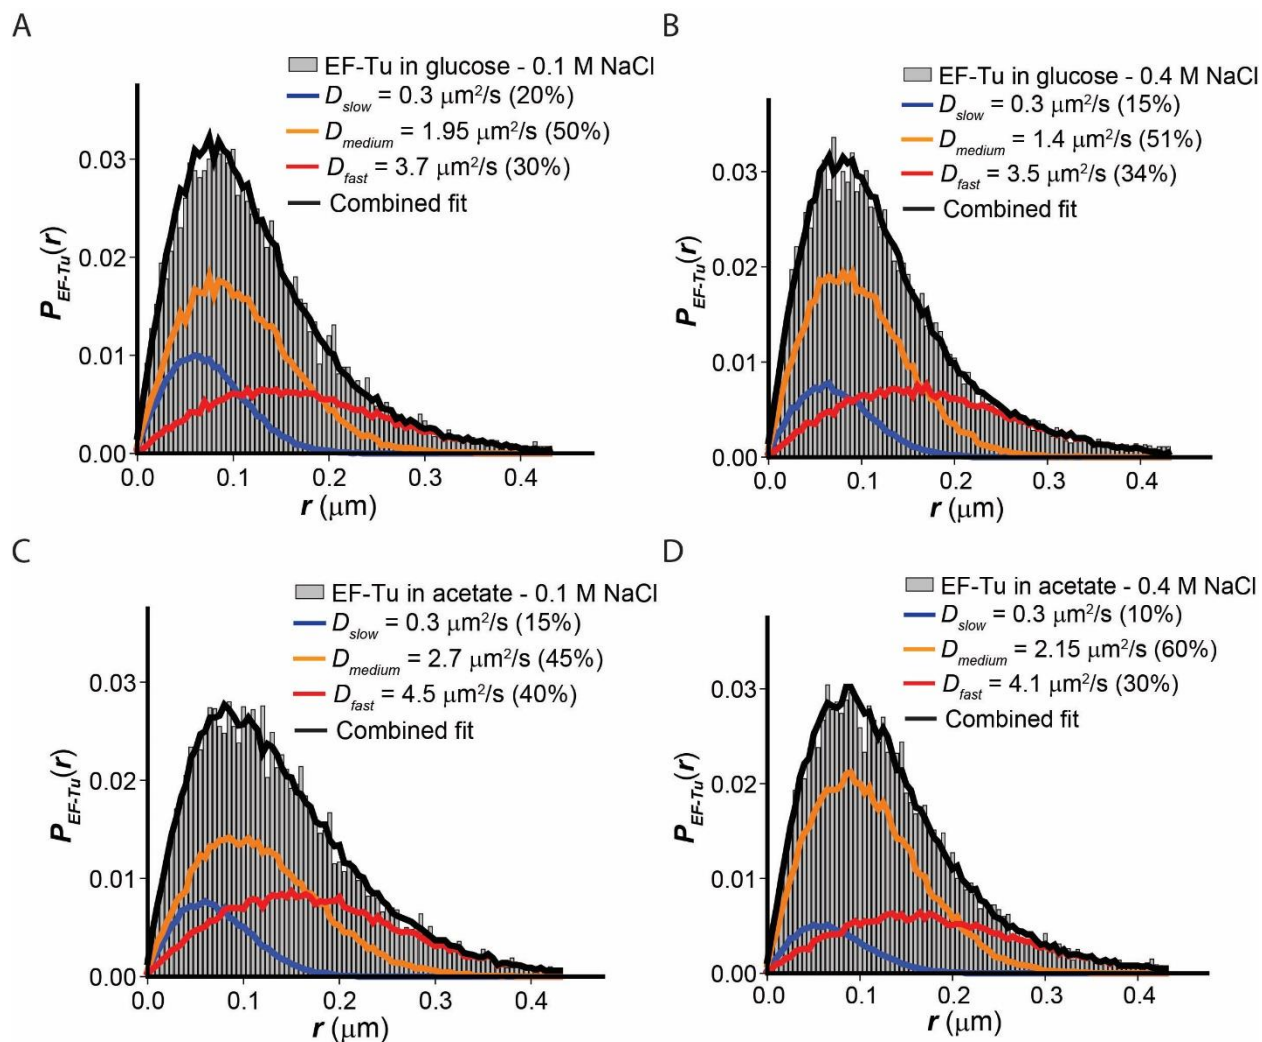 A
EF-Tu in glucose - 0.1 M NaCl
D_slow = 0.3 μm²/s (20%)
D_medium = 1.95 μm²/s (50%)
D_fast = 3.7 μm²/s (30%)
Combined fit
0.03
0.02
0.01
0.00
P_EF-Tu(r)
0.0 0.1 0.2 0.3 0.4
r (μm)
B
EF-Tu in glucose - 0.4 M NaCl
D_slow = 0.3 μm²/s (15%)
D_medium = 1.4 μm²/s (51%)
D_fast = 3.5 μm²/s (34%)
Combined fit
0.03
0.02
0.01
0.00
P_EF-Tu(r)
0.0 0.1 0.2 0.3 0.4
r (μm)
C
EF-Tu in acetate - 0.1 M NaCl
D_slow = 0.3 μm²/s (15%)
D_medium = 2.7 μm²/s (45%)
D_fast = 4.5 μm²/s (40%)
Combined fit
0.03
0.02
0.01
0.00
P_EF-Tu(r)
0.0 0.1 0.2 0.3 0.4
r (μm)
D
EF-Tu in acetate - 0.4 M NaCl
D_slow = 0.3 μm²/s (10%)
D_medium = 2.15 μm²/s (60%)
D_fast = 4.1 μm²/s (30%)
Combined fit
0.03
0.02
0.01
0.00
P_EF-Tu(r)
0.0 0.1 0.2 0.3 0.4
r (μm)